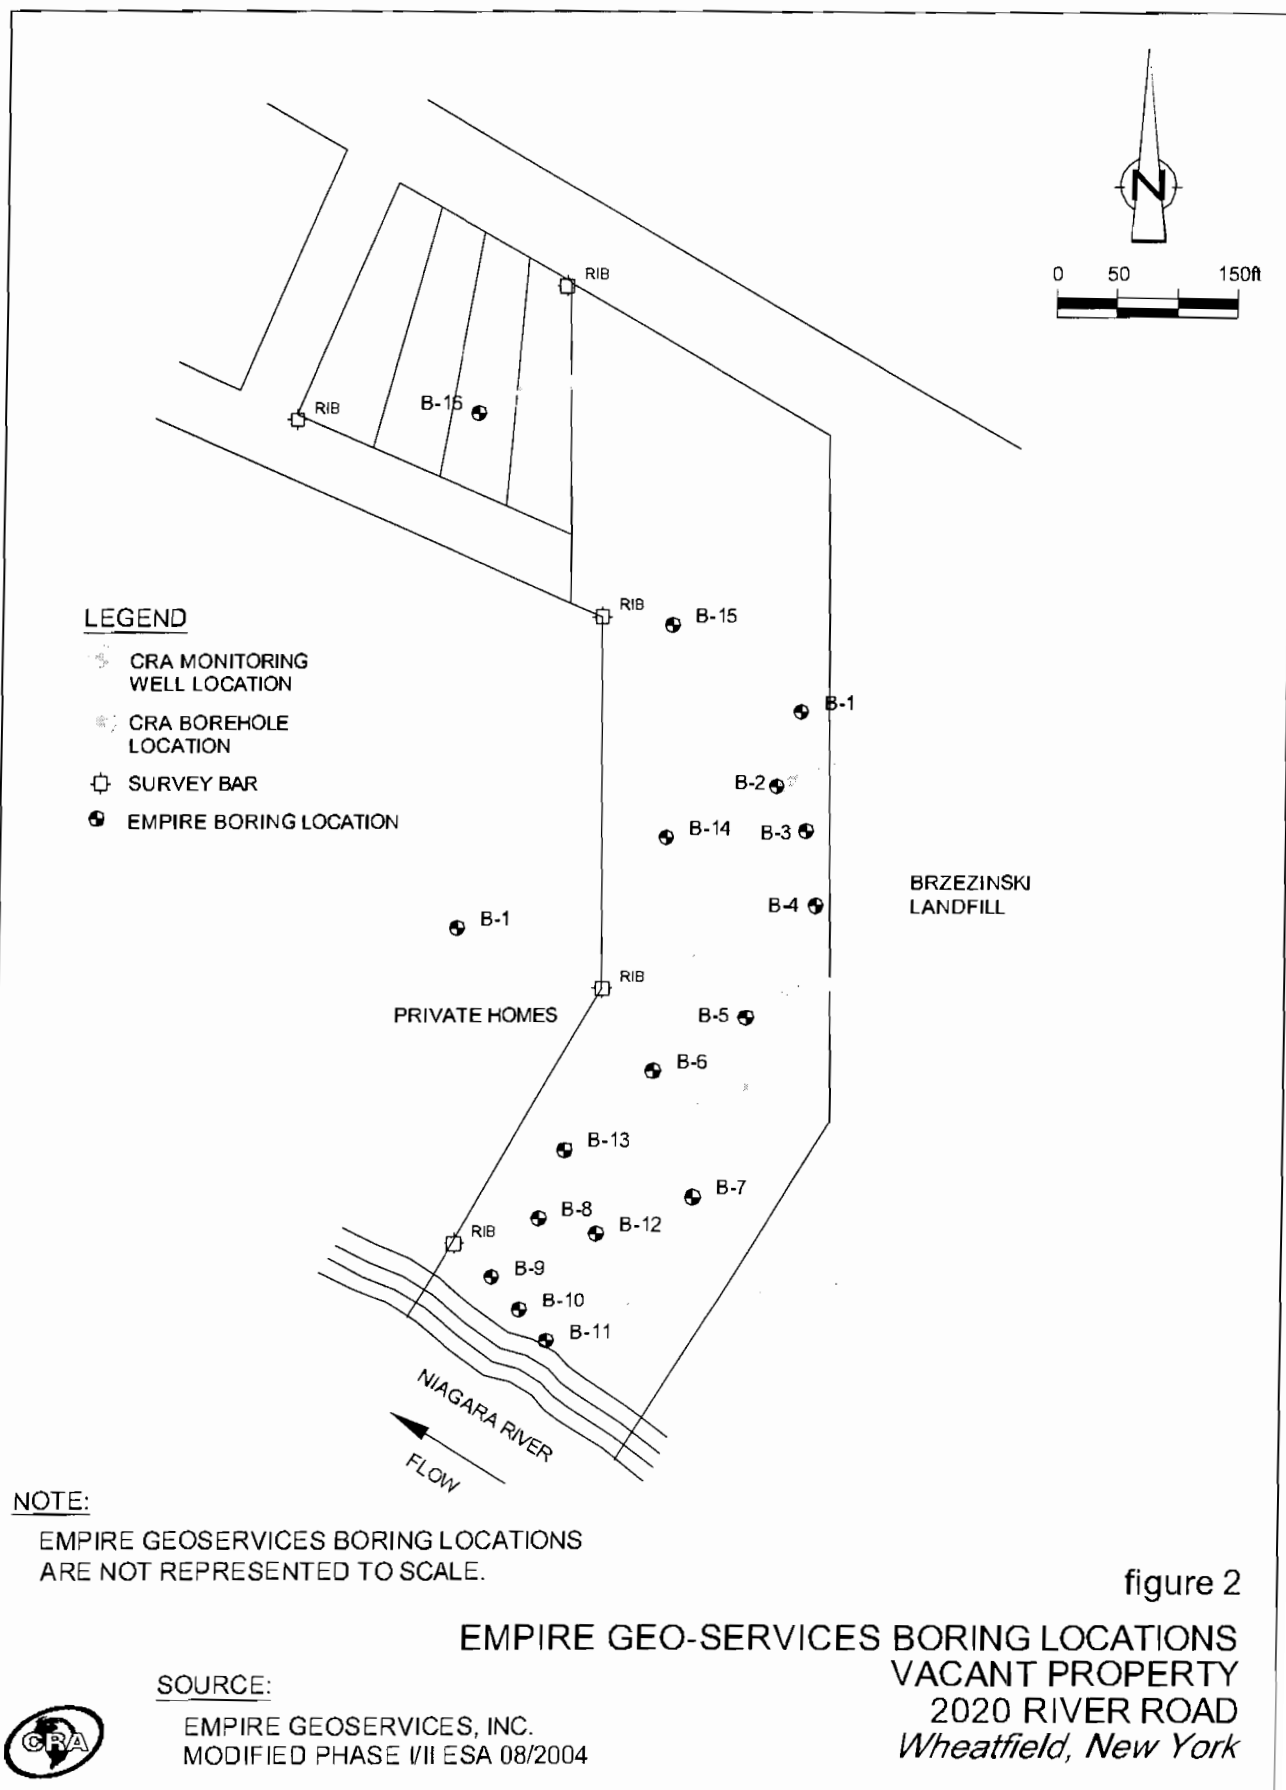 N
0 50 150ft
RIB
RIB
B-16
RIB
B-15
LEGEND
CRA MONITORING
WELL LOCATION
CRA BOREHOLE
LOCATION
SURVEY BAR
EMPIRE BORING LOCATION
B-1
B-2
B-14
B-3
B-4
BRZEZINSKI
LANDFILL
B-1
RIB
PRIVATE HOMES
B-5
B-6
B-13
B-7
B-8
B-12
RIB
B-9
B-10
B-11
NIAGARA RIVER
FLOW
NOTE:
EMPIRE GEOSERVICES BORING LOCATIONS
ARE NOT REPRESENTED TO SCALE.
figure 2
EMPIRE GEO-SERVICES BORING LOCATIONS
VACANT PROPERTY
2020 RIVER ROAD
Wheatfield, New York
SOURCE:
EMPIRE GEOSERVICES, INC.
MODIFIED PHASE I/II ESA 08/2004
CRA